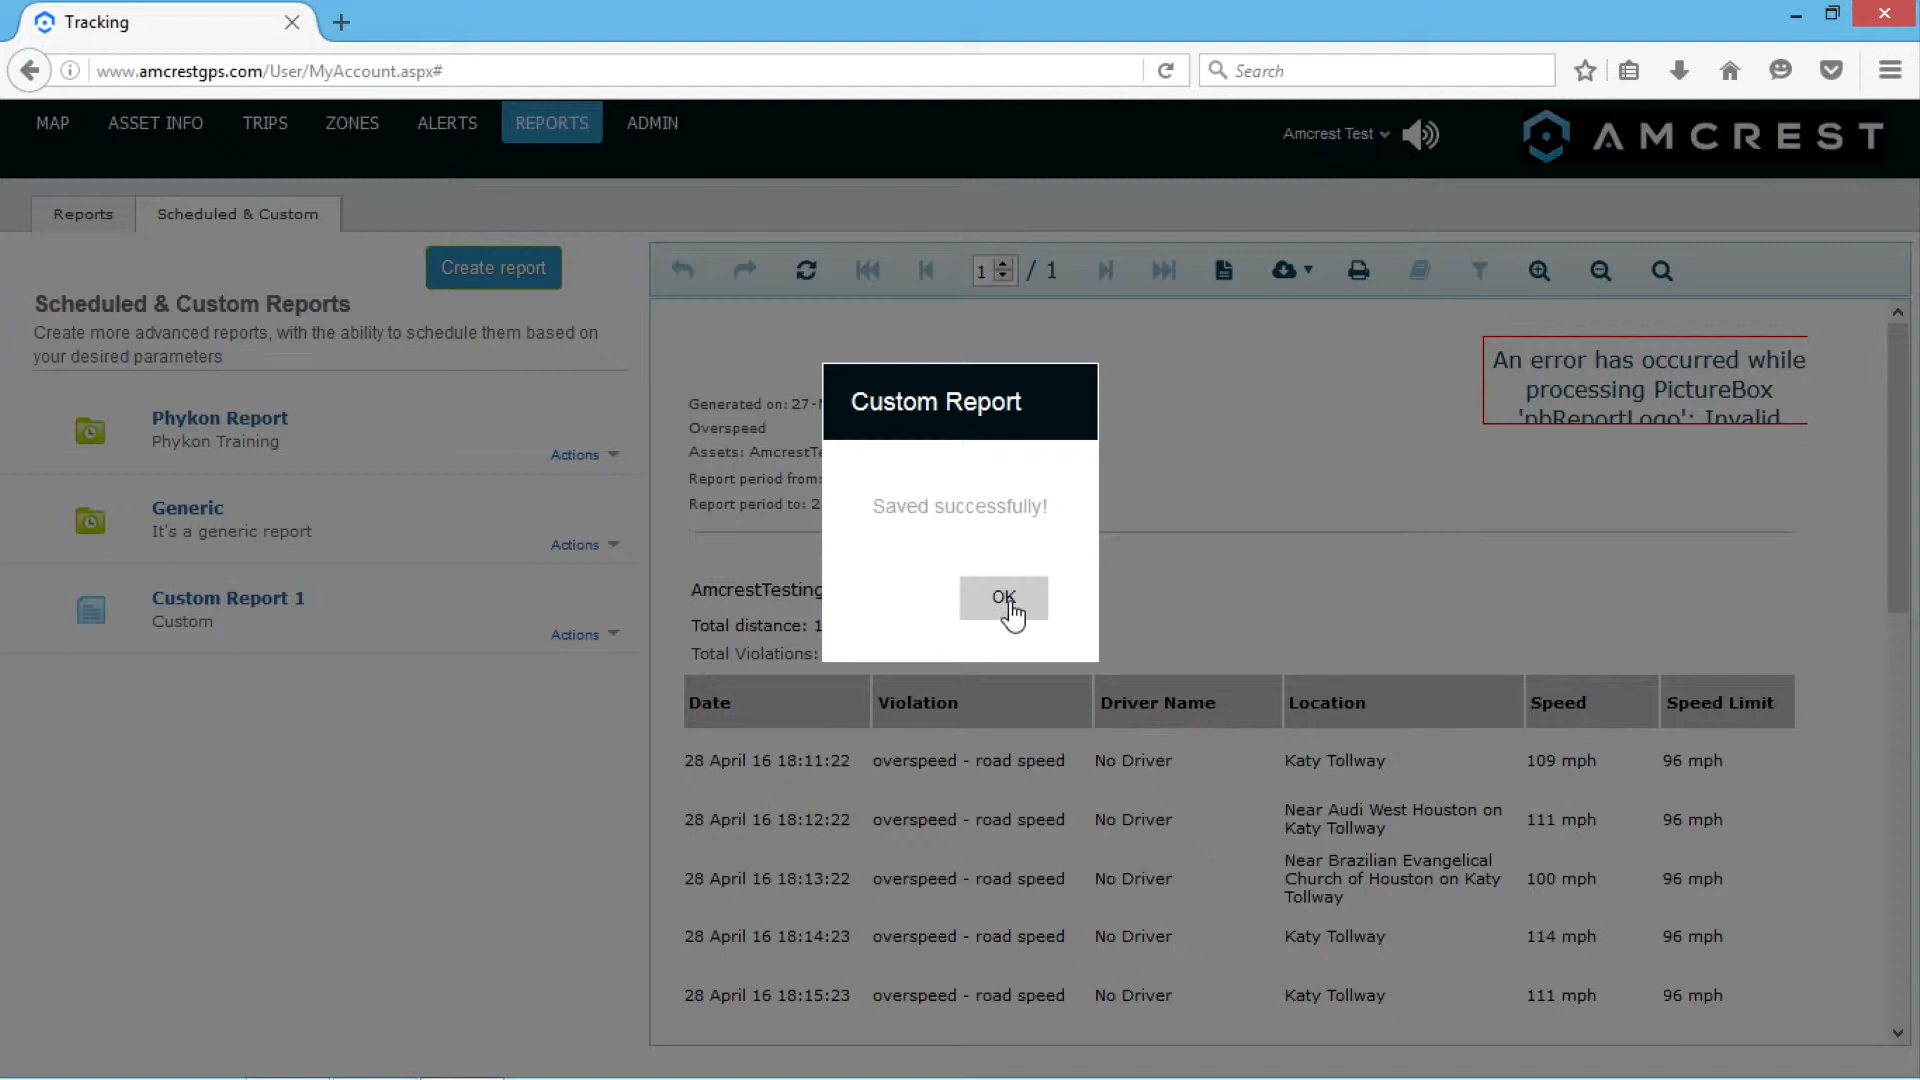 Tracking
www.amcrestgps.com/User/MyAccount.aspx#
Search
MAP
ASSET INFO
TRIPS
ZONES
ALERTS
REPORTS
ADMIN
Amcrest Test
AMCREST
Reports
Scheduled & Custom
Create report
Scheduled & Custom Reports
Create more advanced reports, with the ability to schedule them based on
your desired parameters
Phykon Report
Phykon Training
Actions
Generic
It's a generic report
Actions
Custom Report 1
Custom
Actions
1 / 1
An error has occurred while
processing PictureBox
'pbReportLogo': Invalid
Generated on: 27-
Overspeed
Assets: AmcrestTe
Report period from:
Report period to: 2
Custom Report
Saved successfully!
OK
AmcrestTesting
Total distance: 1
Total Violations:
Date Violation Driver Name Location Speed Speed Limit
28 April 16 18:11:22 overspeed - road speed No Driver Katy Tollway 109 mph 96 mph
28 April 16 18:12:22 overspeed - road speed No Driver Near Audi West Houston on
Katy Tollway 111 mph 96 mph
28 April 16 18:13:22 overspeed - road speed No Driver Near Brazilian Evangelical
Church of Houston on Katy
Tollway 100 mph 96 mph
28 April 16 18:14:23 overspeed - road speed No Driver Katy Tollway 114 mph 96 mph
28 April 16 18:15:23 overspeed - road speed No Driver Katy Tollway 111 mph 96 mph